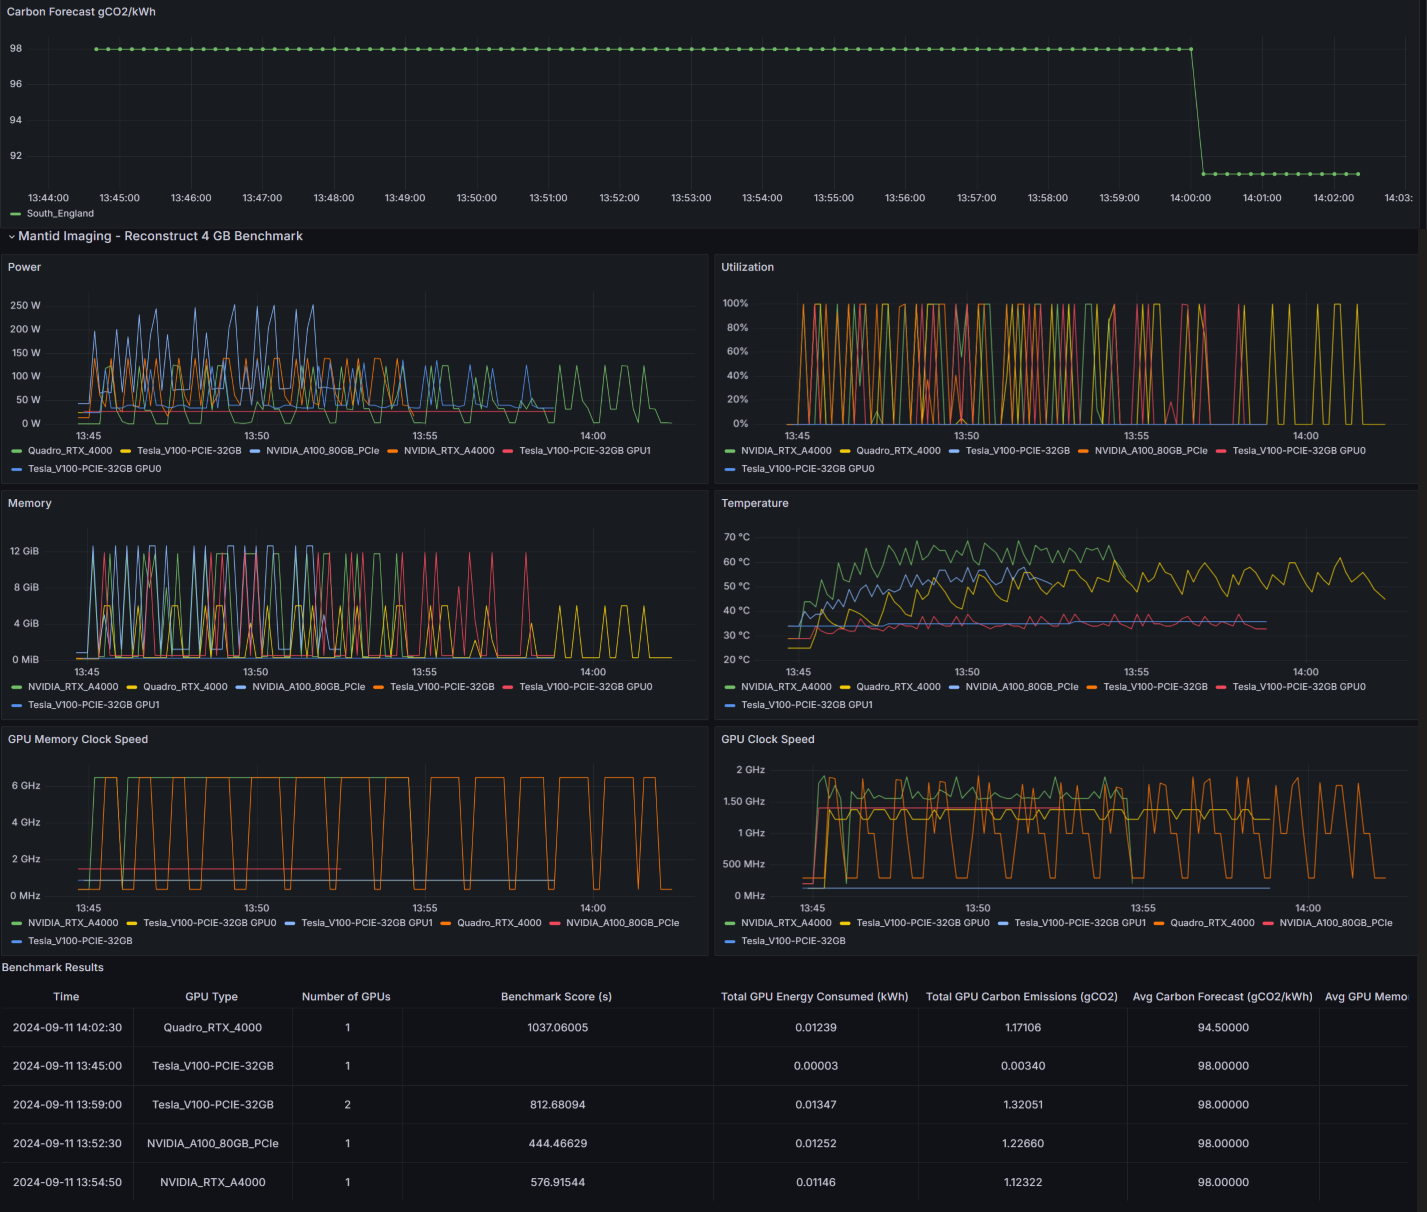 Carbon Forecast gCO2/kWh
98
96
94
92
13:44:00 13:45:00 13:46:00 13:47:00 13:48:00 13:49:00 13:50:00 13:51:00 13:52:00 13:53:00 13:54:00 13:55:00 13:56:00 13:57:00 13:58:00 13:59:00 14:00:00 14:01:00 14:02:00 14:03:
South_England
Mantid Imaging - Reconstruct 4 GB Benchmark
Power
250 W
200 W
150 W
100 W
50 W
0 W
13:45 13:50 13:55 14:00
Quadro_RTX_4000 Tesla_V100-PCIE-32GB NVIDIA_A100_80GB_PCIe NVIDIA_RTX_A4000 Tesla_V100-PCIE-32GB GPU1
Tesla_V100-PCIE-32GB GPU0
Utilization
100%
80%
60%
40%
20%
0%
13:45 13:50 13:55 14:00
NVIDIA_RTX_A4000 Quadro_RTX_4000 Tesla_V100-PCIE-32GB NVIDIA_A100_80GB_PCIe Tesla_V100-PCIE-32GB GPU1
Tesla_V100-PCIE-32GB GPU0
Memory
12 GiB
8 GiB
4 GiB
0 MiB
13:45 13:50 13:55 14:00
NVIDIA_RTX_A4000 Quadro_RTX_4000 NVIDIA_A100_80GB_PCIe Tesla_V100-PCIE-32GB Tesla_V100-PCIE-32GB GPU0
Tesla_V100-PCIE-32GB GPU1
Temperature
70 °C
60 °C
50 °C
40 °C
30 °C
20 °C
13:45 13:50 13:55 14:00
NVIDIA_RTX_A4000 Quadro_RTX_4000 NVIDIA_A100_80GB_PCIe Tesla_V100-PCIE-32GB Tesla_V100-PCIE-32GB GPU0
Tesla_V100-PCIE-32GB GPU1
GPU Memory Clock Speed
6 GHz
4 GHz
2 GHz
0 MHz
13:45 13:50 13:55 14:00
NVIDIA_RTX_A4000 Tesla_V100-PCIE-32GB GPU0 Tesla_V100-PCIE-32GB GPU1 Quadro_RTX_4000 NVIDIA_A100_80GB_PCIe
Tesla_V100-PCIE-32GB
GPU Clock Speed
2 GHz
1.50 GHz
1 GHz
500 MHz
0 MHz
13:45 13:50 13:55 14:00
NVIDIA_RTX_A4000 Tesla_V100-PCIE-32GB GPU0 Tesla_V100-PCIE-32GB GPU1 Quadro_RTX_4000 NVIDIA_A100_80GB_PCIe
Tesla_V100-PCIE-32GB
Benchmark Results
Time GPU Type Number of GPUs Benchmark Score (s) Total GPU Energy Consumed (kWh) Total GPU Carbon Emissions (gCO2) Avg Carbon Forecast (gCO2/kWh) Avg GPU Memo
2024-09-11 14:02:30 Quadro_RTX_4000 1 1037.06005 0.01239 1.17106 94.50000
2024-09-11 13:45:00 Tesla_V100-PCIE-32GB 1 0.00003 0.00340 98.00000
2024-09-11 13:59:00 Tesla_V100-PCIE-32GB 2 812.68094 0.01347 1.32051 98.00000
2024-09-11 13:52:30 NVIDIA_A100_80GB_PCIe 1 444.46629 0.01252 1.22660 98.00000
2024-09-11 13:54:50 NVIDIA_RTX_A4000 1 576.91544 0.01146 1.12322 98.00000